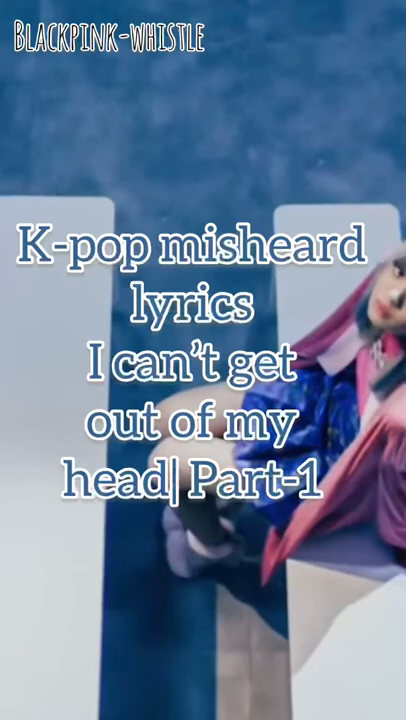 Blackpink-whistle
K-pop misheard
lyrics
I can't get
out of my
head| Part-1